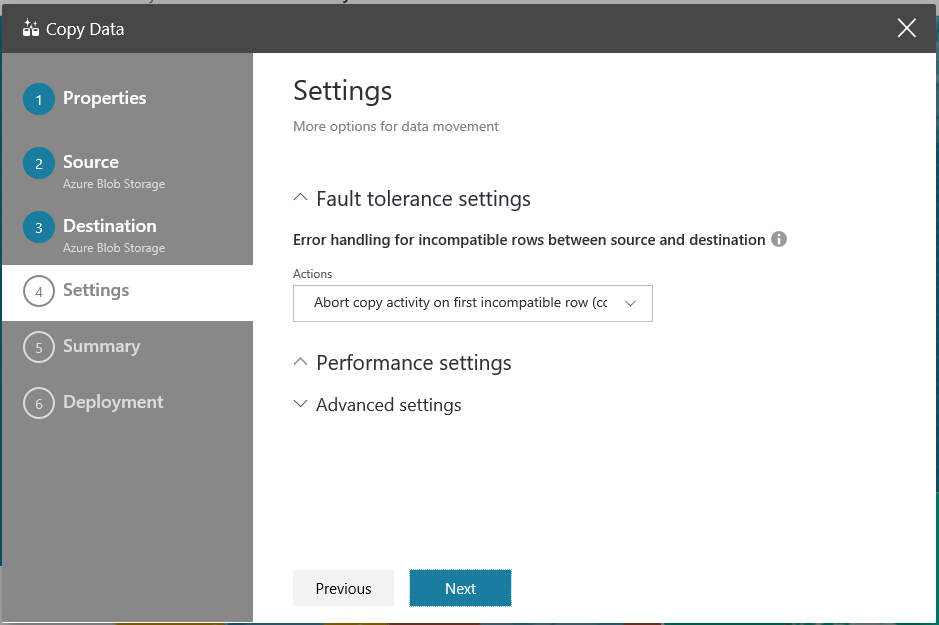 Copy Data
1 Properties
2 Source
Azure Blob Storage
3 Destination
Azure Blob Storage
4 Settings
5 Summary
6 Deployment
Settings
More options for data movement
Fault tolerance settings
Error handling for incompatible rows between source and destination
Actions
Abort copy activity on first incompatible row (cc
Performance settings
Advanced settings
Previous
Next